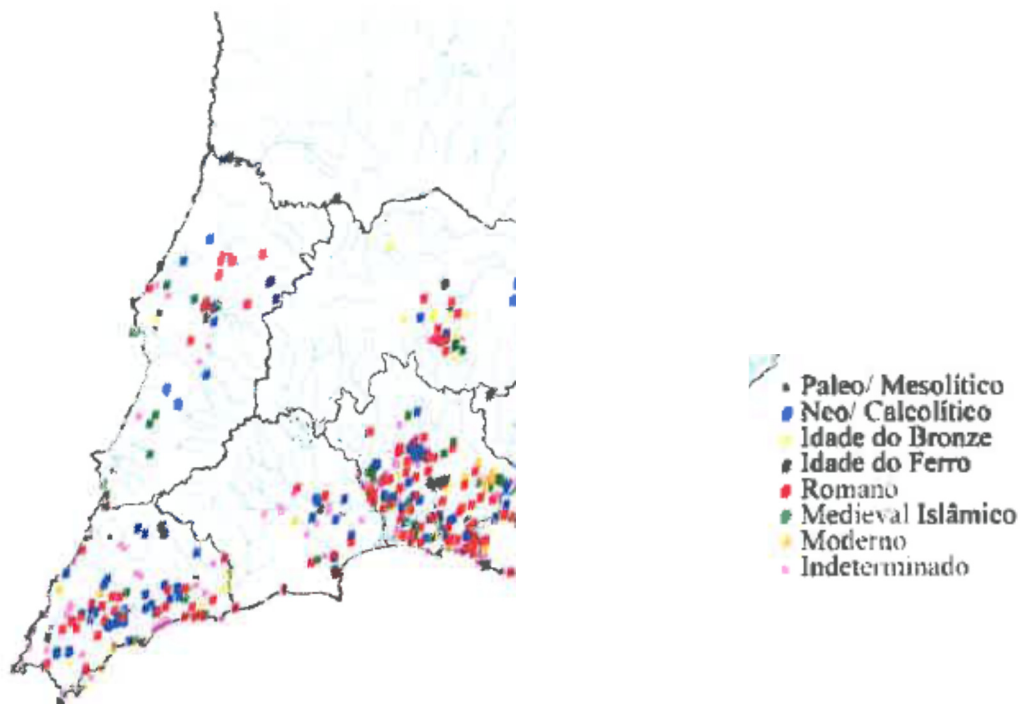 Paleo/ Mesolítico
Neo/ Calcolítico
Idade do Bronze
Idade do Ferro
Romano
Medieval Islâmico
Moderno
Indeterminado